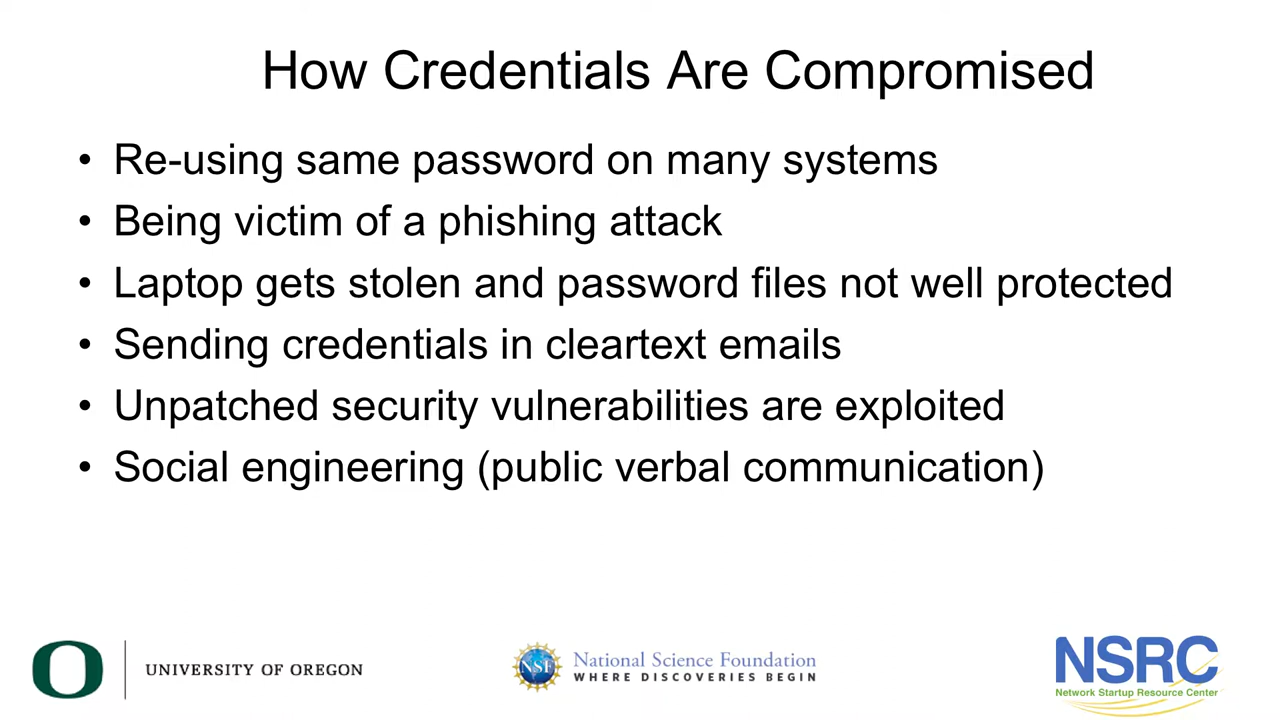 How Credentials Are Compromised
• Re-using same password on many systems
• Being victim of a phishing attack
• Laptop gets stolen and password files not well protected
• Sending credentials in cleartext emails
• Unpatched security vulnerabilities are exploited
• Social engineering (public verbal communication)
O
UNIVERSITY OF OREGON
NSF
National Science Foundation
WHERE DISCOVERIES BEGIN
NSRC
Network Startup Resource Center